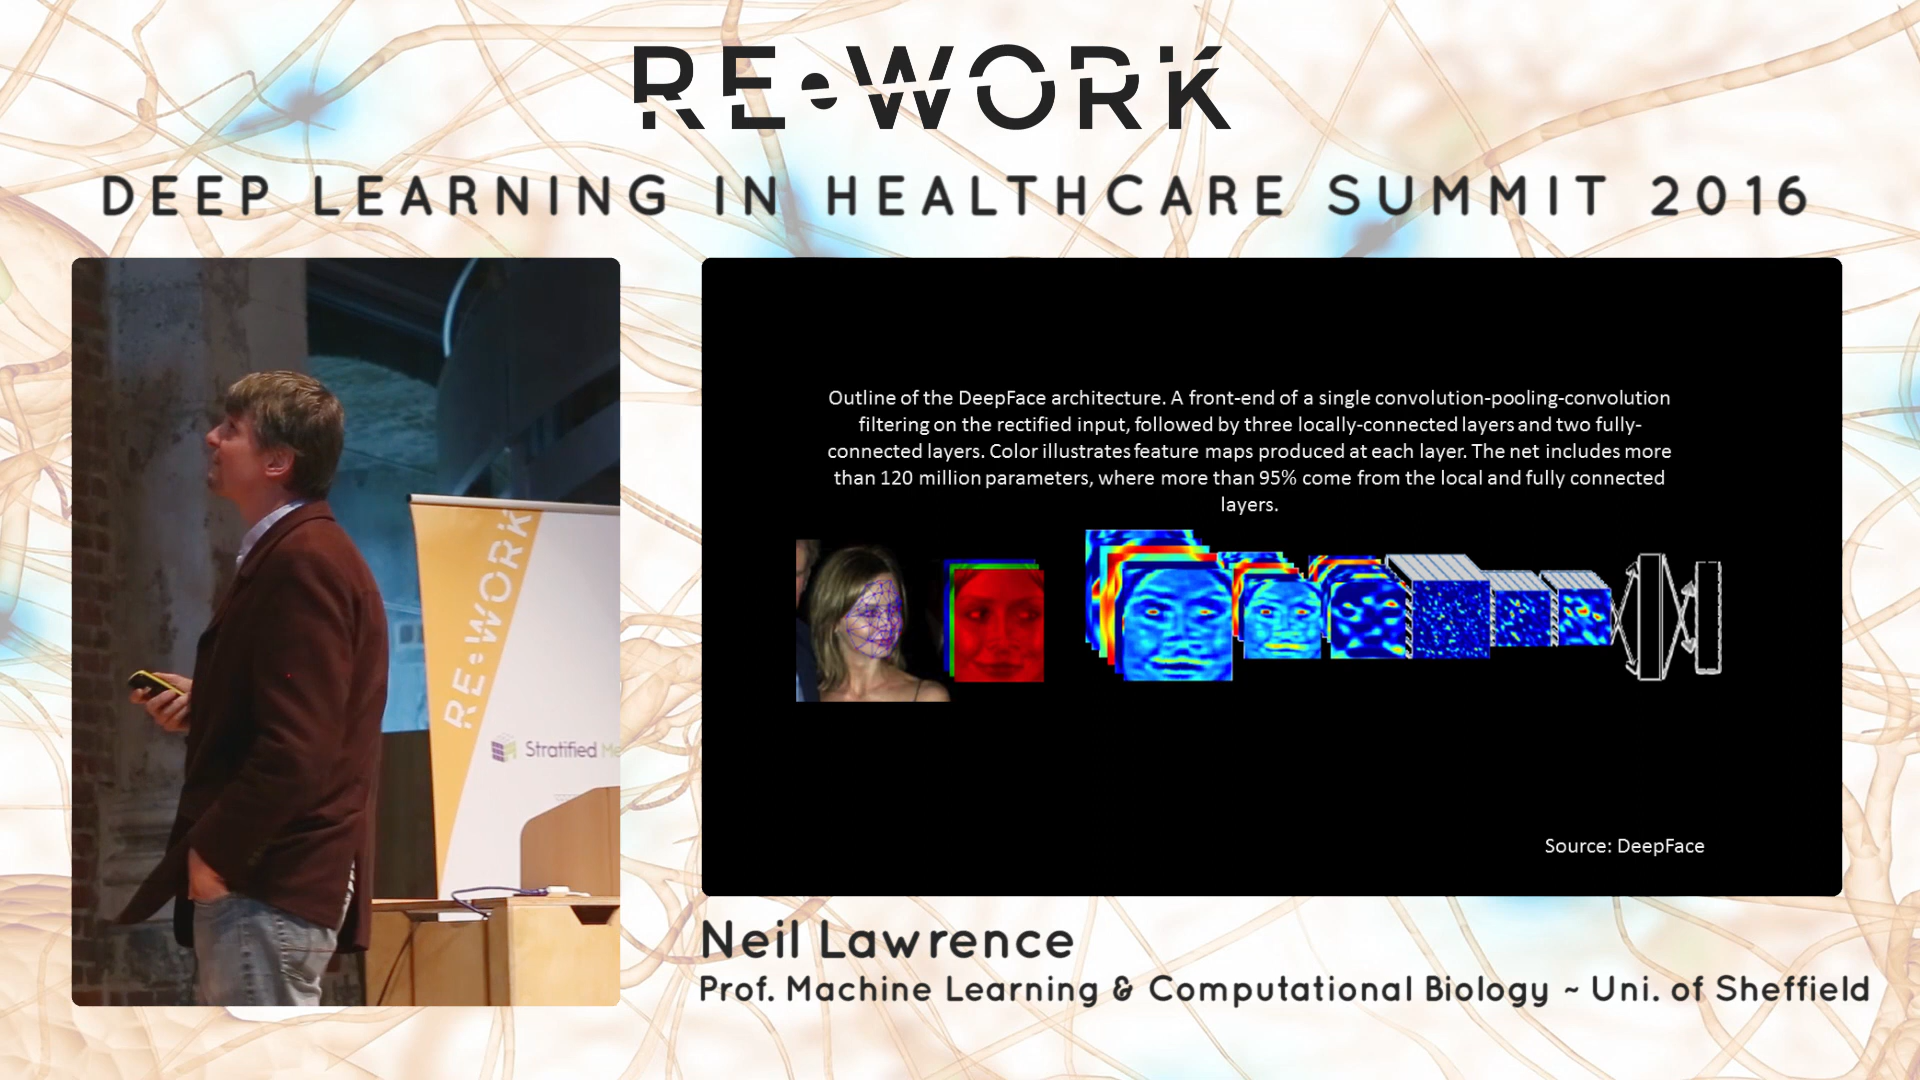 RE•WORK
DEEP LEARNING IN HEALTHCARE SUMMIT 2016
RE•WORK
Stratified
Outline of the DeepFace architecture. A front-end of a single convolution-pooling-convolution
filtering on the rectified input, followed by three locally-connected layers and two fully-
connected layers. Color illustrates feature maps produced at each layer. The net includes more
than 120 million parameters, where more than 95% come from the local and fully connected
layers.
Source: DeepFace
Neil Lawrence
Prof. Machine Learning & Computational Biology ~ Uni. of Sheffield